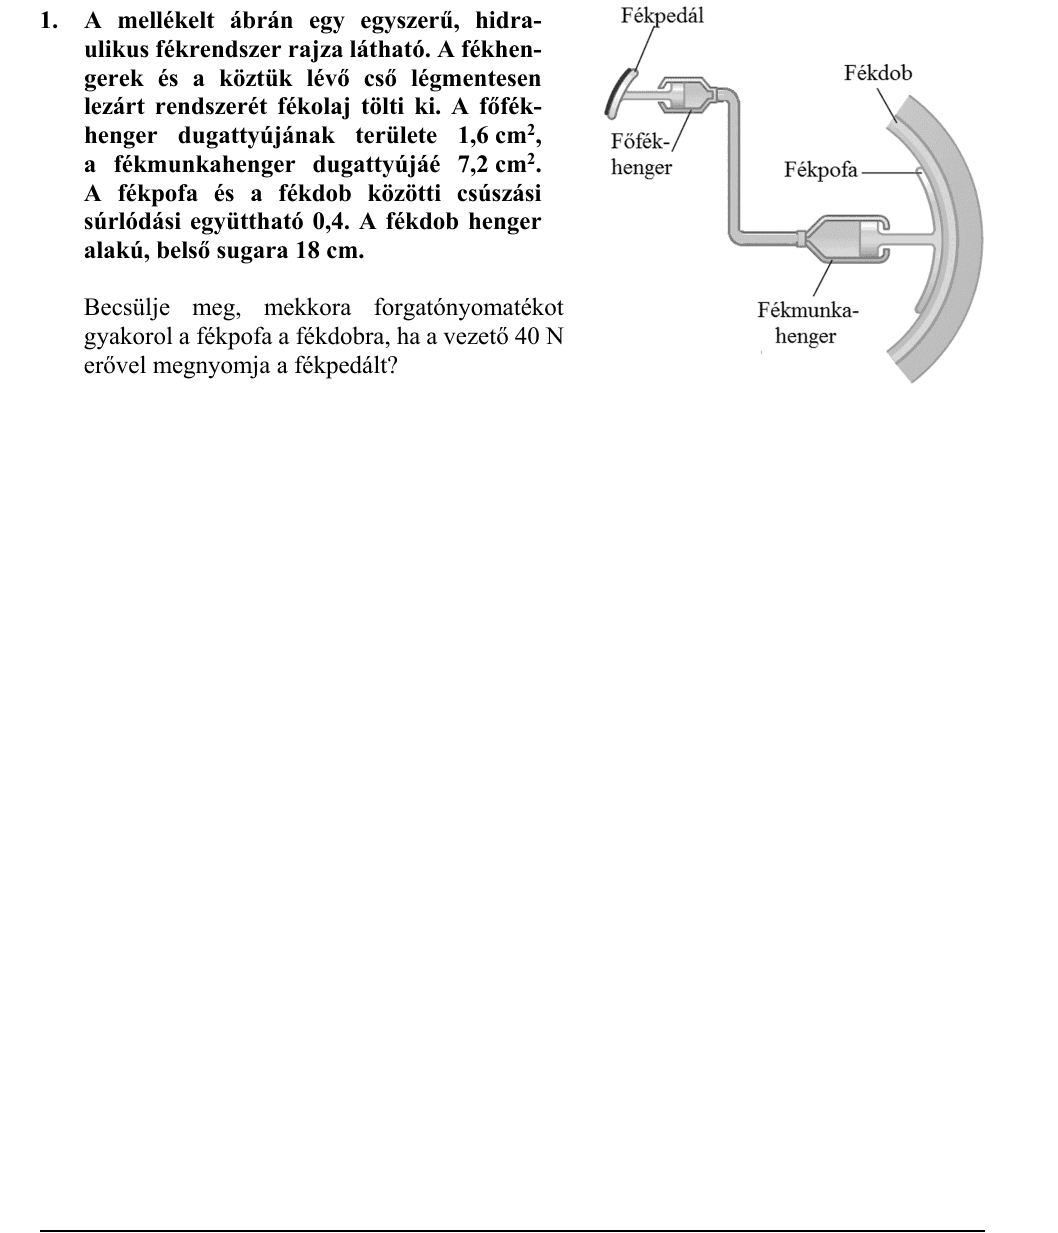 1. A mellékelt ábrán egy egyszerű, hidra-
ulikus fékrendszer rajza látható. A fékhen-
gerek és a köztük lévő cső légmentesen
lezárt rendszerét fékolaj tölti ki. A főfék-
henger dugattyújának területe 1,6 cm²,
a fékmunkahenger dugattyújáé 7,2 cm².
A fékpofa és a fékdob közötti csúszási
súrlódási együttható 0,4. A fékdob henger
alakú, belső sugara 18 cm.
Becsülje meg, mekkora forgatónyomatékot
gyakorol a fékpofa a fékdobra, ha a vezető 40 N
erővel megnyomja a fékpedált?
Fékpedál
Fékdob
Főfék-
henger
Fékpofa
Fékmunka-
henger